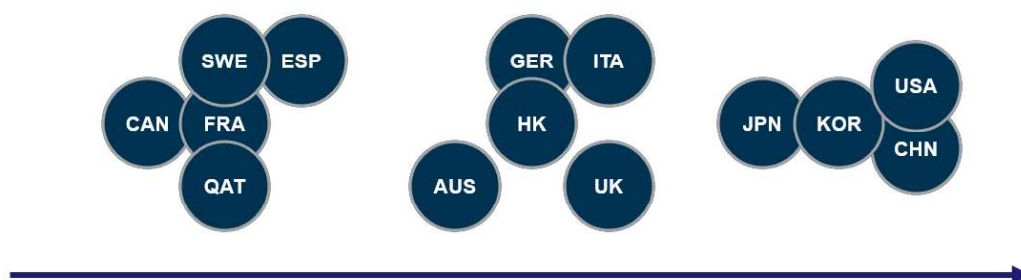 SWE ESP
CAN FRA
QAT
GER ITA
HK
AUS UK
USA
JPN KOR
CHN